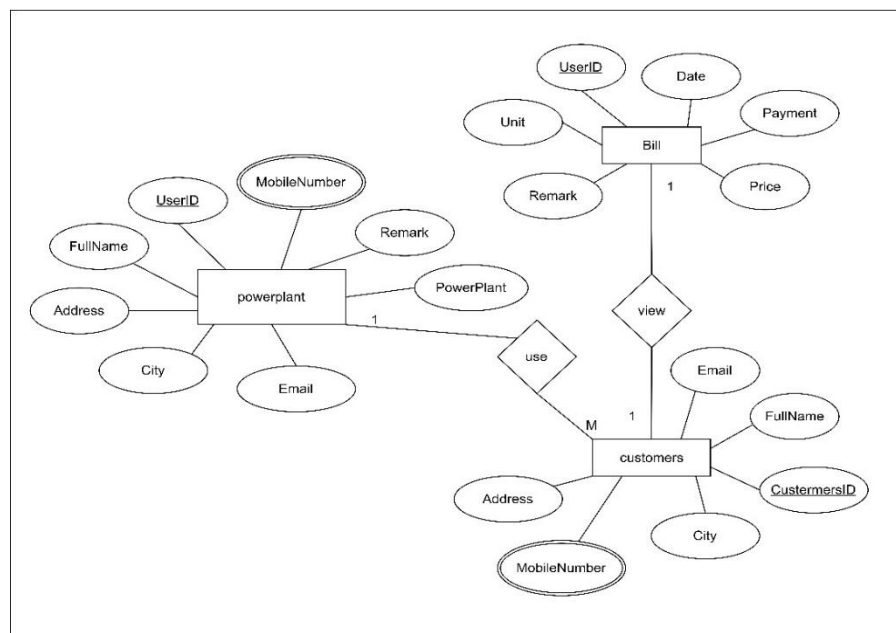 UserID
Date
Unit
Payment
Bill
Remark
Price
1
MobileNumber
UserID
FullName
Remark
powerplant
PowerPlant
Address
1
City
Email
view
use
Email
M
1
FullName
customers
CustermersID
Address
City
MobileNumber